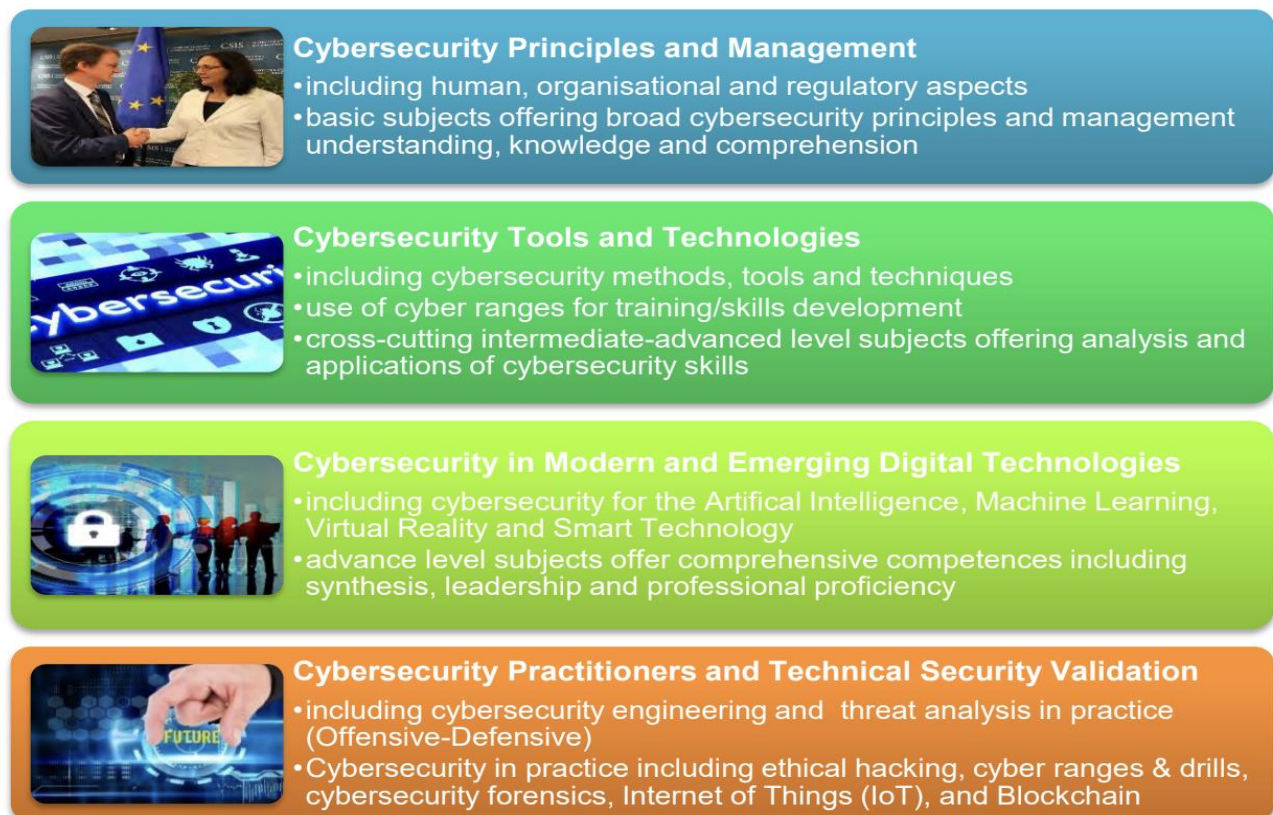 Cybersecurity Principles and Management
•including human, organisational and regulatory aspects
•basic subjects offering broad cybersecurity principles and management
understanding, knowledge and comprehension
CSIS
ybersecuri
Cybersecurity Tools and Technologies
•including cybersecurity methods, tools and techniques
•use of cyber ranges for training/skills development
•cross-cutting intermediate-advanced level subjects offering analysis and
applications of cybersecurity skills
Cybersecurity in Modern and Emerging Digital Technologies
•including cybersecurity for the Artifical Intelligence, Machine Learning,
Virtual Reality and Smart Technology
•advance level subjects offer comprehensive competences including
synthesis, leadership and professional proficiency
FUTURE
Cybersecurity Practitioners and Technical Security Validation
•including cybersecurity engineering and  threat analysis in practice
(Offensive-Defensive)
•Cybersecurity in practice including ethical hacking, cyber ranges & drills,
cybersecurity forensics, Internet of Things (IoT), and Blockchain